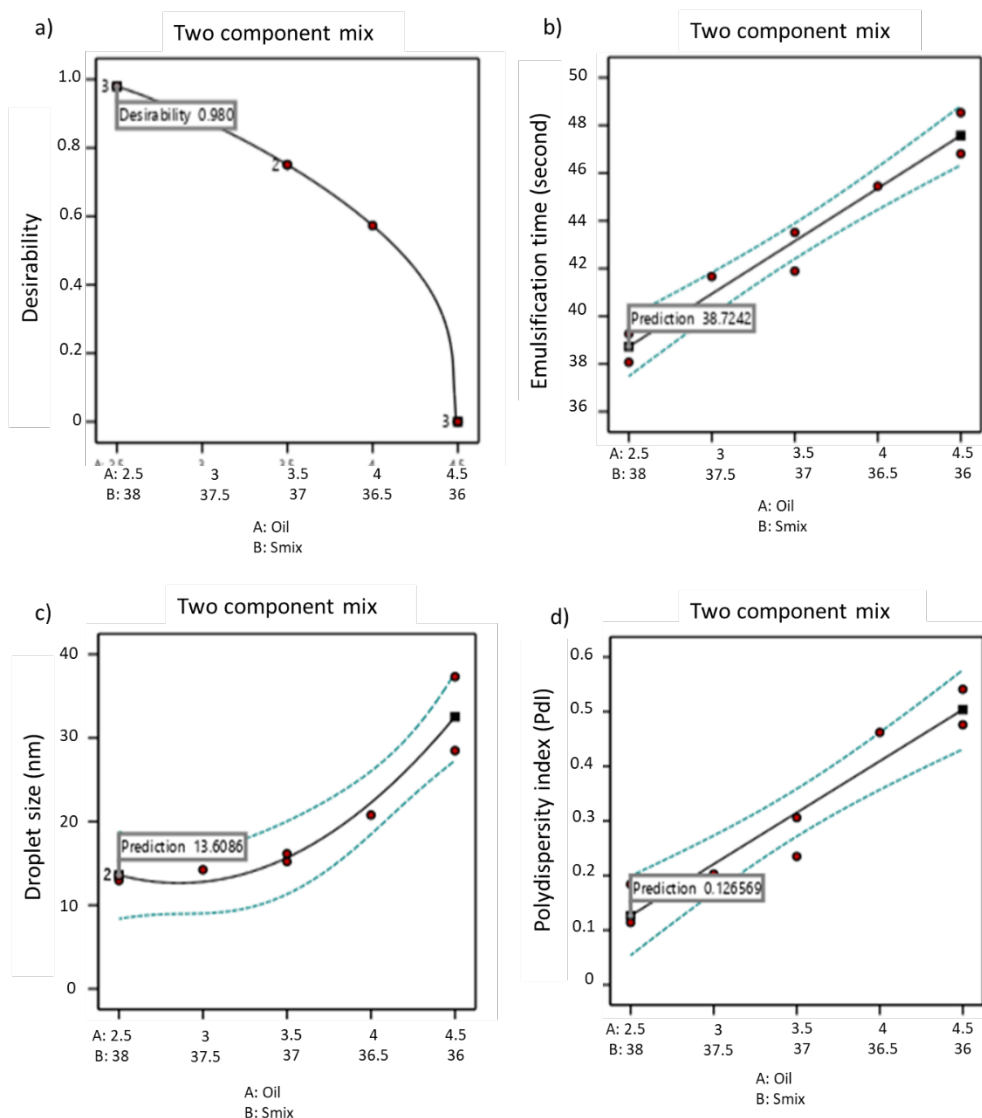 a)
Two component mix
Desirability
1.0
0.8
0.6
0.4
0.2
0
3
Desirability 0.980
2
3
A: 2.5 3 3.5 4 4.5
B: 38 37.5 37 36.5 36
A: Oil
B: Smix
b)
Two component mix
Emulsification time (second)
50
48
46
44
42
40
38
36
Prediction 38.7242
A: 2.5 3 3.5 4 4.5
B: 38 37.5 37 36.5 36
A: Oil
B: Smix
c)
Two component mix
Droplet size (nm)
40
30
20
10
0
Prediction 13.6086
2
A: 2.5 3 3.5 4 4.5
B: 38 37.5 37 36.5 36
A: Oil
B: Smix
d)
Two component mix
Polydispersity index (PdI)
0.6
0.5
0.4
0.3
0.2
0.1
0
Prediction 0.126569
A: 2.5 3 3.5 4 4.5
B: 38 37.5 37 36.5 36
A: Oil
B: Smix